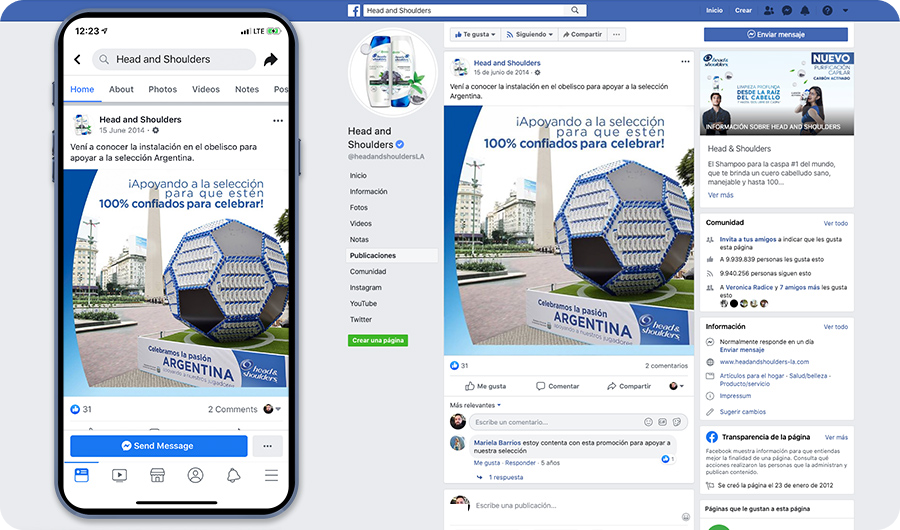 12:23
LTE
Head and Shoulders
Home
About
Photos
Videos
Notes
Pos
Head and Shoulders
15 June 2014 ·
Vení a conocer la instalación en el obelisco para
apoyar a la selección Argentina.
¡Apoyando a la selección
para que estén
100% confiados para celebrar!
Celebramos la pasión
ARGENTINA
apoyando a nuestros jugadores
head&
shoulders
31
2 Comments
Send Message
Head and Shoulders
Inicio
Crear
head &
shoulders
Head and
Shoulders
@headandshouldersLA
Inicio
Información
Fotos
Videos
Notas
Publicaciones
Comunidad
Instagram
YouTube
Twitter
Crear una página
Te gusta
Siguiendo
Compartir
Head and Shoulders
15 de junio de 2014 ·
Vení a conocer la instalación en el obelisco para apoyar a la selección
Argentina.
¡Apoyando a la selección
para que estén
100% confiados para celebrar!
Celebramos la pasión
ARGENTINA
apoyando a nuestros jugadores
head&
shoulders
31
2 comentarios
Me gusta
Comentar
Compartir
Más relevantes
Escribe un comentario...
Mariela Barrios estoy contenta con esta promoción para apoyar a
nuestra selección
1
Me gusta · Responder · 5 años
1 respuesta
Escribe una publicación...
Enviar mensaje
head &
shoulders
NUEVO
PURIFICACIÓN
CAPILAR
CARBÓN ACTIVADO
LIMPIEZA PROFUNDA
DESDE LA RAÍZ
DEL CABELLO
INFORMACIÓN SOBRE HEAD AND SHOULDERS
Head & Shoulders
El Shampoo para la caspa #1 del mundo,
que te brinda un cuero cabelludo sano,
manejable y hasta 100...
Ver más
Comunidad
Ver todo
Invita a tus amigos a indicar que les gusta
esta página
A 9.939.839 personas les gusta esto
9.940.256 personas siguen esto
A Veronica Radice y 7 amigos más les gusta
esto
Información
Ver todo
Normalmente responde en un día
Enviar mensaje
www.headandshoulders-la.com
Artículos para el hogar · Salud/belleza ·
Producto/servicio
Impressum
Sugerir cambios
Transparencia de la página
Ver más
Facebook muestra información para que entiendas
mejor la finalidad de una página. Consulta qué
acciones realizaron las personas que la administran y
publican contenido.
Se creó la página el 23 de enero de 2012
Páginas que le gustan a esta página